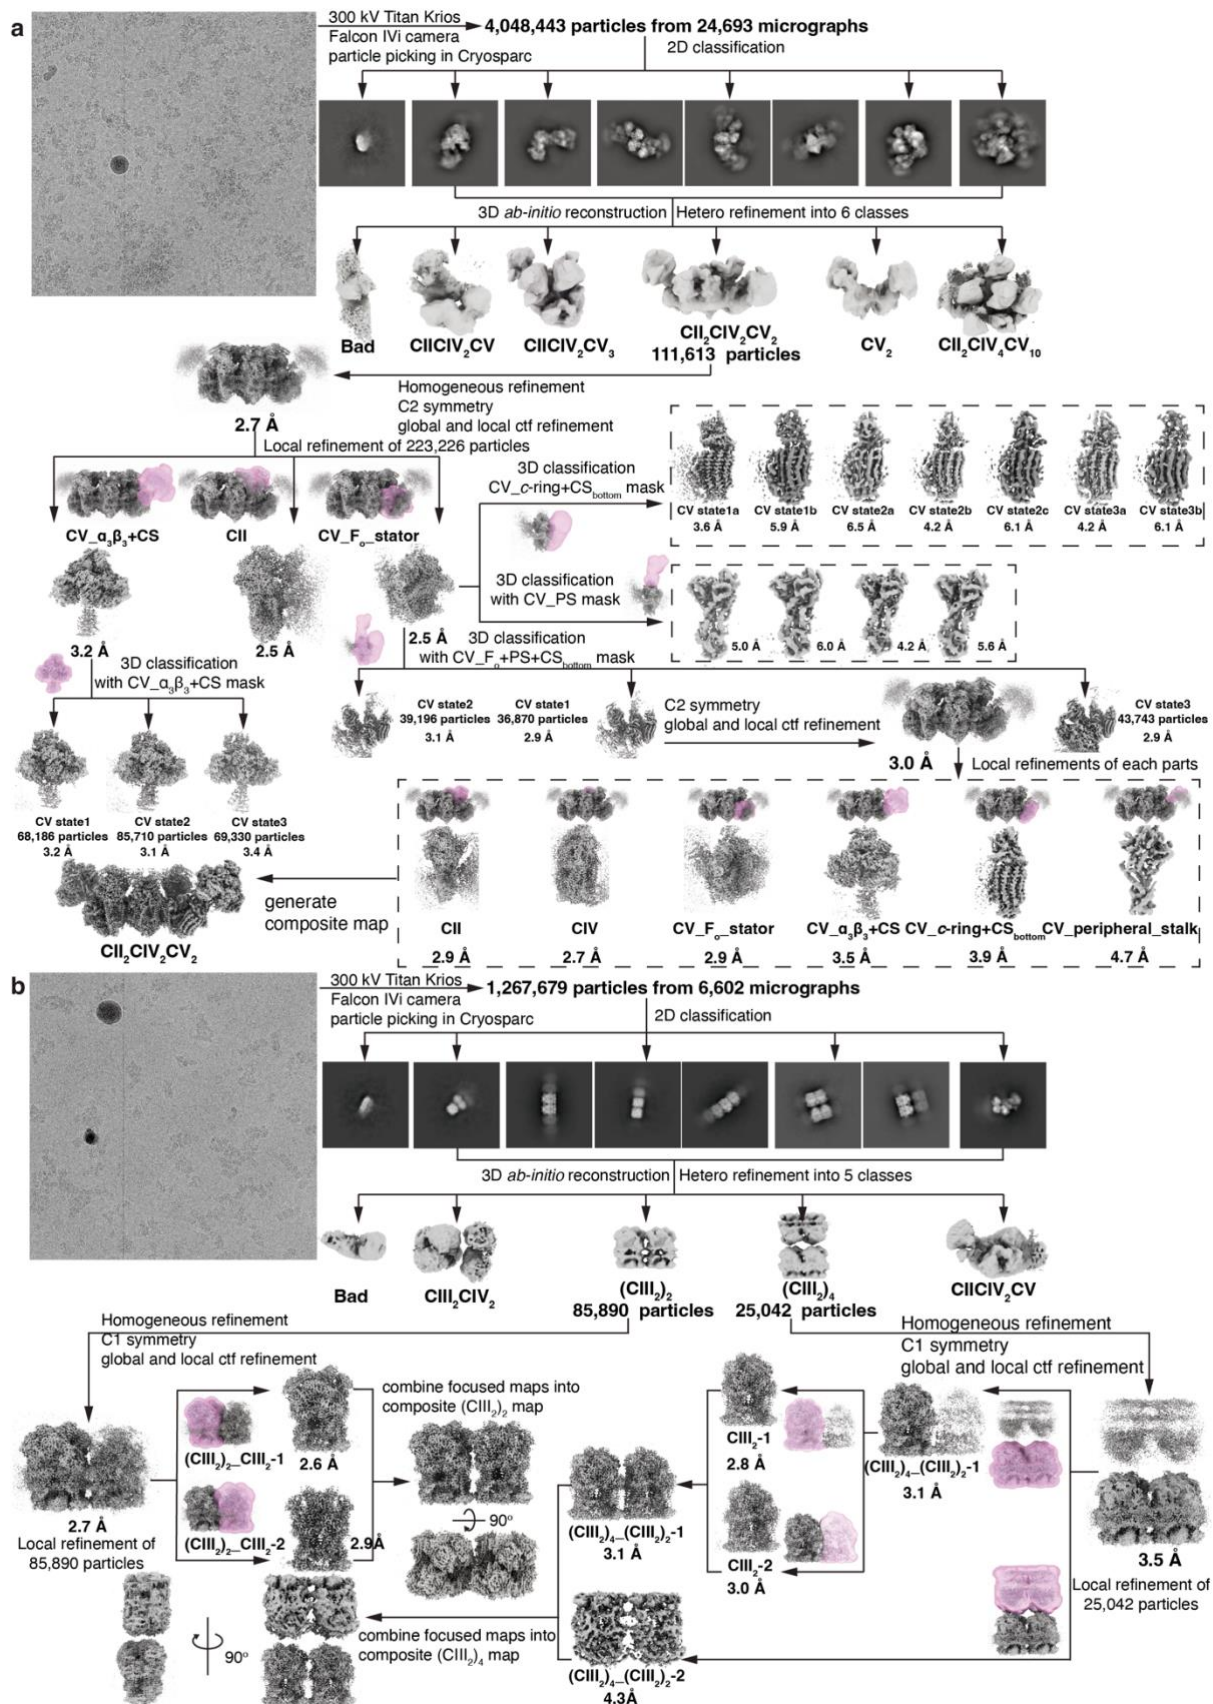 a
300 kV Titan Krios
Falcon IVi camera
particle picking in Cryosparc
4,048,443 particles from 24,693 micrographs
2D classification
3D ab-initio reconstruction
Hetero refinement into 6 classes
Bad
CIICIV₂CV
CIICIV₂CV₃
CII₂CIV₂CV₂
111,613 particles
CV₂
CII₂CIV₄CV₁₀
2.7 Å
Homogeneous refinement
C2 symmetry
global and local ctf refinement
Local refinement of 223,226 particles
CV_α₃β₃+CS
CII
CV_Fₒ_stator
3D classification
CV_c-ring+CSbottom mask
CV state1a
3.6 Å
CV state1b
5.9 Å
CV state2a
6.5 Å
CV state2b
4.2 Å
CV state2c
6.1 Å
CV state3a
4.2 Å
CV state3b
6.1 Å
3D classification
with CV_PS mask
5.0 Å
6.0 Å
4.2 Å
5.6 Å
3.2 Å
2.5 Å
2.5 Å
3D classification
with CV_Fₒ+PS+CSbottom mask
3D classification
with CV_α₃β₃+CS mask
CV state2
39,196 particles
3.1 Å
CV state1
36,870 particles
2.9 Å
C2 symmetry
global and local ctf refinement
3.0 Å
CV state3
43,743 particles
2.9 Å
Local refinements of each parts
CV state1
68,186 particles
3.2 Å
CV state2
85,710 particles
3.1 Å
CV state3
69,330 particles
3.4 Å
generate
composite map
CII₂CIV₂CV₂
CII
2.9 Å
CIV
2.7 Å
CV_Fₒ_stator
2.9 Å
CV_α₃β₃+CS
3.5 Å
CV_c-ring+CSbottom
3.9 Å
CV_peripheral_stalk
4.7 Å
b
300 kV Titan Krios
Falcon IVi camera
particle picking in Cryosparc
1,267,679 particles from 6,602 micrographs
2D classification
3D ab-initio reconstruction
Hetero refinement into 5 classes
Bad
CIII₂CIV₂
(CIII₂)₂
85,890 particles
(CIII₂)₄
25,042 particles
CIICIV₂CV
Homogeneous refinement
C1 symmetry
global and local ctf refinement
Homogeneous refinement
C1 symmetry
global and local ctf refinement
2.7 Å
Local refinement of
85,890 particles
(CIII₂)₂_CIII₂-1
2.6 Å
(CIII₂)₂_CIII₂-2
2.9Å
combine focused maps into
composite (CIII₂)₂ map
90°
(CIII₂)₄_(CIII₂)₂-1
3.1 Å
CIII₂-1
2.8 Å
CIII₂-2
3.0 Å
(CIII₂)₄_(CIII₂)₂-1
3.1 Å
3.5 Å
Local refinement of
25,042 particles
90°
combine focused maps into
composite (CIII₂)₄ map
(CIII₂)₄_(CIII₂)₂-2
4.3Å